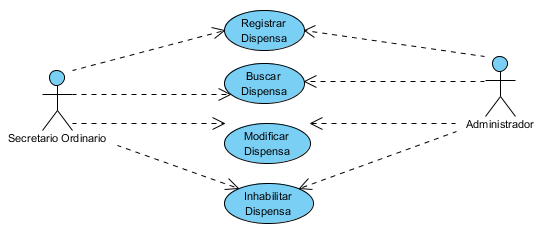 Registrar
Dispensa
Buscar
Dispensa
Secretario Ordinario
Administrador
Modificar
Dispensa
Inhabilitar
Dispensa